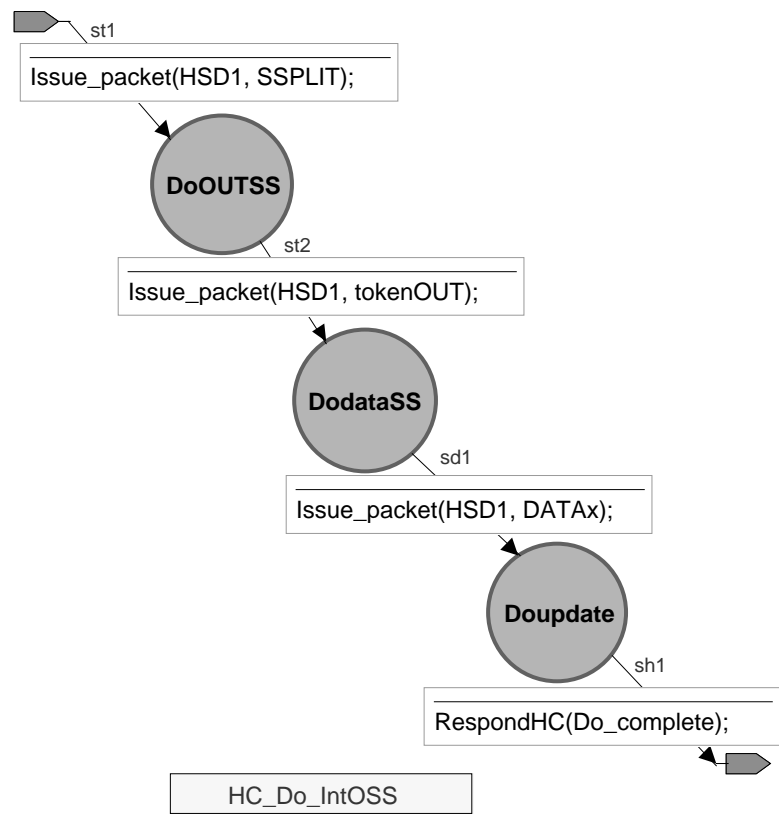 st1
Issue_packet(HSD1, SSPLIT);
DoOUTSS
st2
Issue_packet(HSD1, tokenOUT);
DodataSS
sd1
Issue_packet(HSD1, DATAx);
Doupdate
sh1
RespondHC(Do_complete);
HC_Do_IntOSS